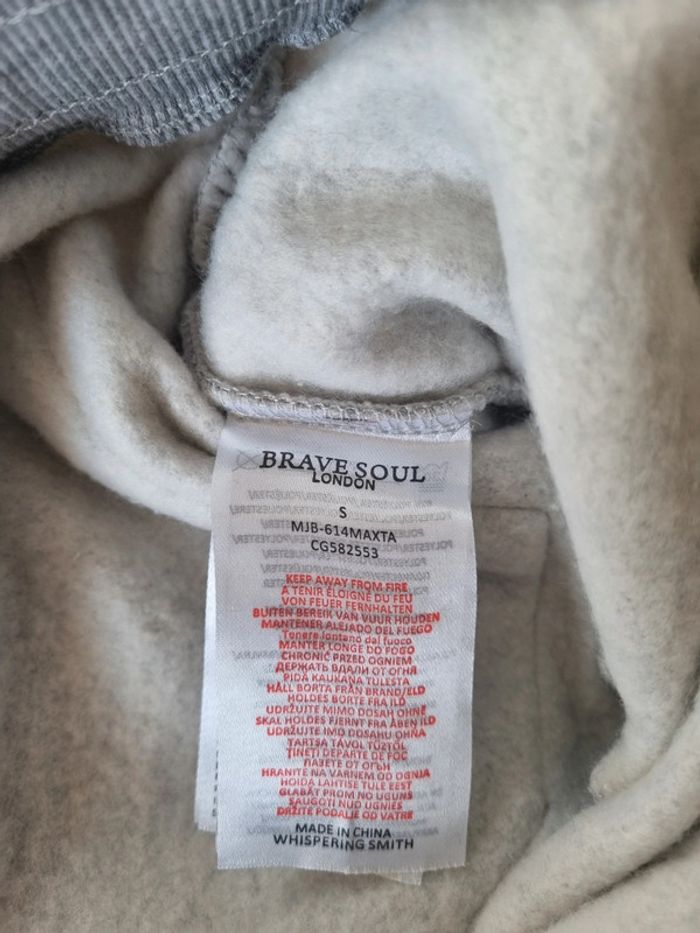 BRAVE SOUL
LONDON
S
MJB-614MAXTA
CG582553
KEEP AWAY FROM FIRE
A TENIR ÉLOIGNE DU FEU
VON FEUER FERNHALTEN
BUITEN BEREIK VAN VUUR HOUDEN
MANTENER ALEJADO DEL FUEGO
Tenere lontano dal fuoco
MANTER LONGE DO FOGO
CHRONIĆ PRZED OGNIEM
ДЕРЖАТЬ ВДАЛИ ОТ ОГНЯ
PIDÄ KAUKANA TULESTA
HÅLL BORTA FRÅN BRAND/ELD
HOLDES BORTE FRA ILD
UDRŽUJTE MIMO DOSAH OHNĚ
SKAL HOLDES FJERNT FRA ÅBEN ILD
UDRŽUJTE IMO DOSAHU OHŇA
TARTSA TÁVOL TŰZTŐL
ȚINEȚI DEPARTE DE FOC
ПАЗЕТЕ ОТ ОГЪН
HRANITE NA VARNEM OD OGNJA
HOIDA LAHTISE TULE EEST
GLABĀT PROM NO UGUNS
SAUGOTI NUO UGNIES
DRŽITE PODALJE OD VATRE
MADE IN CHINA
WHISPERING SMITH